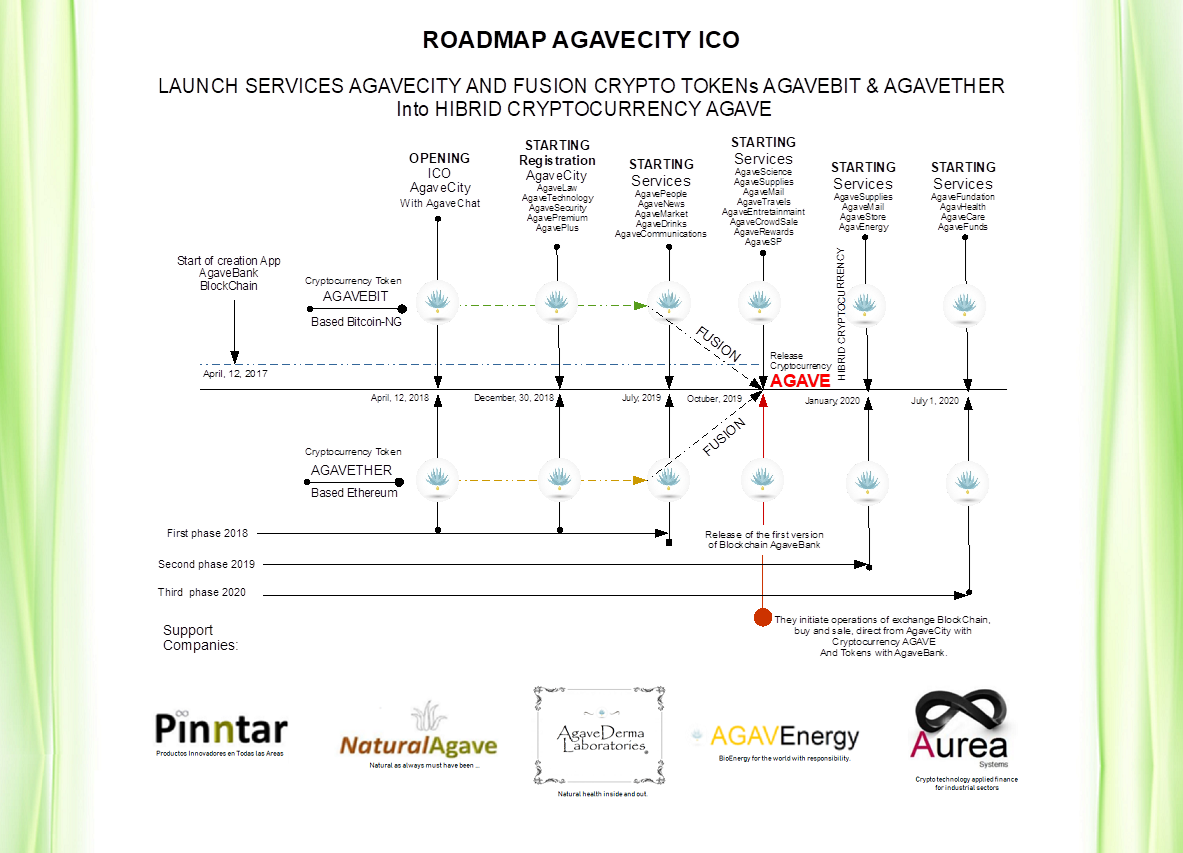 ROADMAP AGAVECITY ICO
LAUNCH SERVICES AGAVECITY AND FUSION CRYPTO TOKENs AGAVEBIT & AGAVETHER
Into HIBRID CRYPTOCURRENCY AGAVE
OPENING
ICO
AgaveCity
With AgaveChat
STARTING
Registration
AgaveCity
AgaveLaw
AgaveTechnology
AgaveSecurity
AgavePremium
AgavePlus
STARTING
Services
AgavePeople
AgaveNews
AgaveMarket
AgaveDrinks
AgaveCommunications
STARTING
Services
AgaveScience
AgaveSupplies
AgaveMail
AgaveTravels
AgaveEntretainmaint
AgaveCrowdSale
AgaveRewards
AgaveSP
STARTING
Services
AgaveSupplies
AgaveMail
AgaveStore
AgavEnergy
STARTING
Services
AgaveFundation
AgavHealth
AgaveCare
AgaveFunds
Start of creation App
AgaveBank
BlockChain
Cryptocurrency Token
AGAVEBIT
Based Bitcoin-NG
HIBRID CRYPTOCURRENCY
FUSION
Release
Cryptocurrency
AGAVE
April, 12, 2017
April, 12, 2018
December, 30, 2018
July, 2019
Octuber, 2019
January, 2020
July 1, 2020
FUSION
Cryptocurrency Token
AGAVETHER
Based Ethereum
First phase 2018
Release of the first version
of Blockchain AgaveBank
Second phase 2019
Third phase 2020
They initiate operations of exchange BlockChain,
buy and sale, direct from AgaveCity with
Cryptocurrency AGAVE
And Tokens with AgaveBank.
Support
Companies:
Pinntar
Productos Innovadores en Todas las Areas
NaturalAgave
Natural as always must have been ...
AgaveDerma
Laboratories®
Natural health inside and out.
AGAVEnergy
BioEnergy for the world with responsibility.
Aurea
Systems
Crypto technology applied finance
for industrial sectors